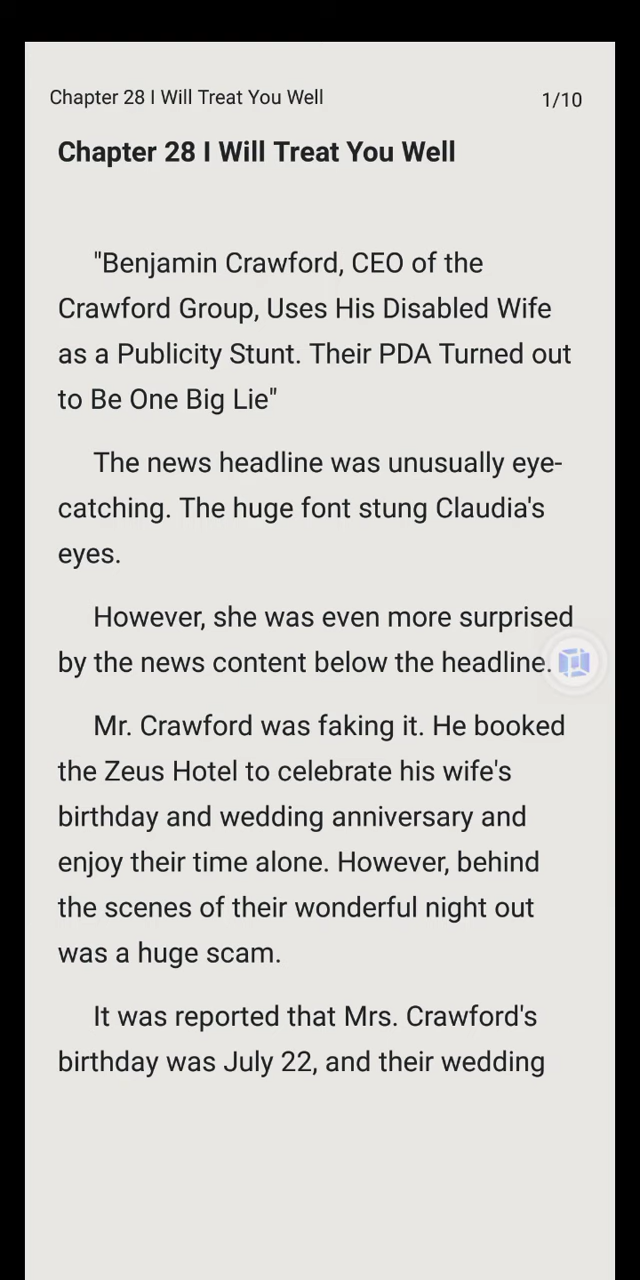 Chapter 28 I Will Treat You Well
1/10
Chapter 28 I Will Treat You Well
"Benjamin Crawford, CEO of the
Crawford Group, Uses His Disabled Wife
as a Publicity Stunt. Their PDA Turned out
to Be One Big Lie"
The news headline was unusually eye-
catching. The huge font stung Claudia's
eyes.
However, she was even more surprised
by the news content below the headline.
Mr. Crawford was faking it. He booked
the Zeus Hotel to celebrate his wife's
birthday and wedding anniversary and
enjoy their time alone. However, behind
the scenes of their wonderful night out
was a huge scam.
It was reported that Mrs. Crawford's
birthday was July 22, and their wedding